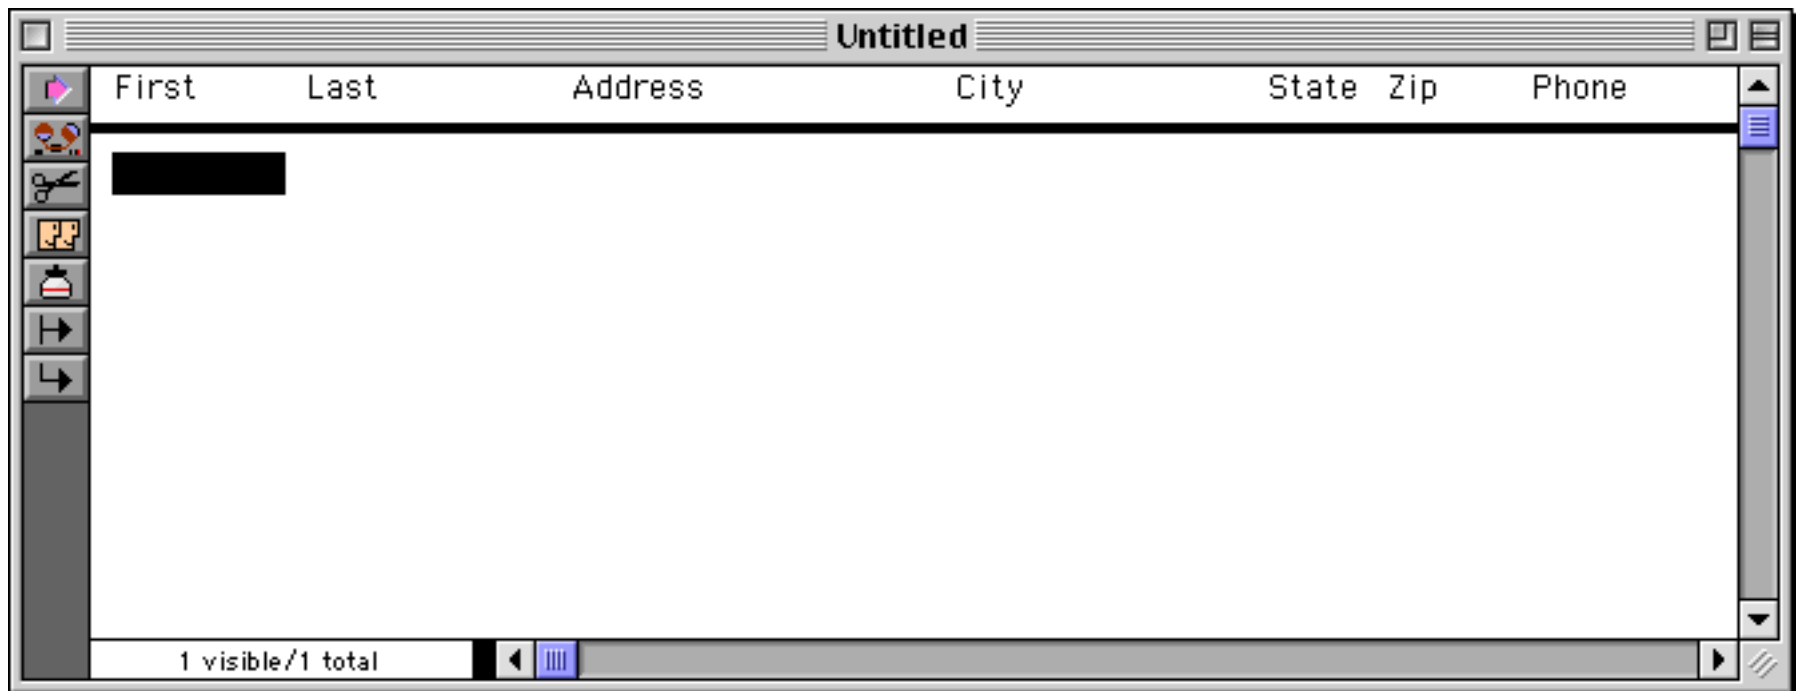 Untitled
First Last Address City State Zip Phone
1 visible/1 total